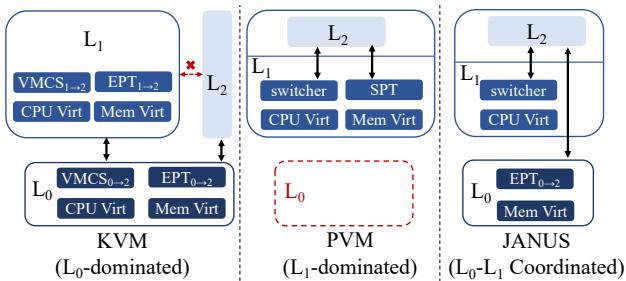 L₁
VMCS₁→₂ EPT₁→₂
CPU Virt Mem Virt
L₂
L₀
VMCS₀→₂ EPT₀→₂
CPU Virt Mem Virt
KVM
(L₀-dominated)
L₂
L₁
switcher SPT
CPU Virt Mem Virt
L₀
PVM
(L₁-dominated)
L₂
L₁
switcher
CPU Virt
L₀
EPT₀→₂
Mem Virt
JANUS
(L₀-L₁ Coordinated)